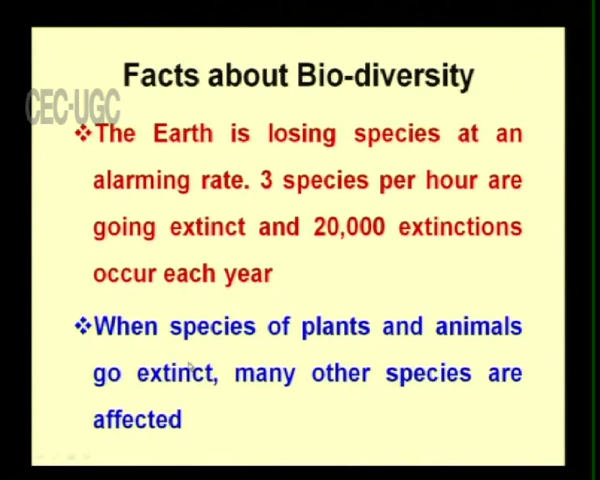 Facts about Bio-diversity
CEC-UGC
❖The Earth is losing species at an
alarming rate. 3 species per hour are
going extinct and 20,000 extinctions
occur each year
❖When species of plants and animals
go extinct, many other species are
affected